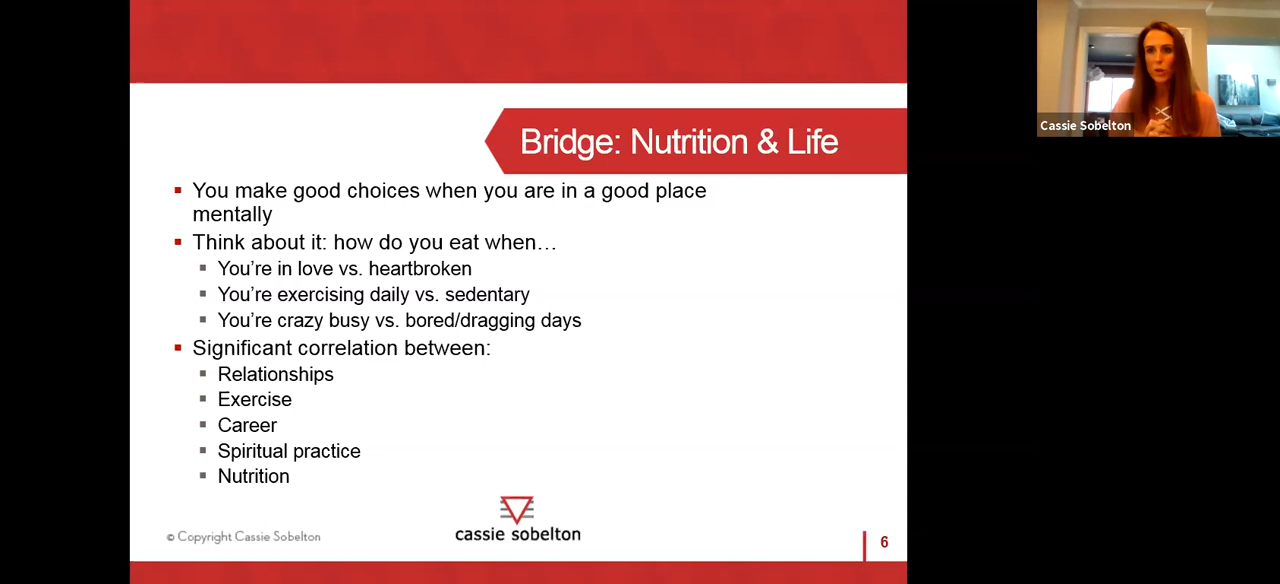 Bridge: Nutrition & Life
You make good choices when you are in a good place
mentally
Think about it: how do you eat when…
You’re in love vs. heartbroken
You’re exercising daily vs. sedentary
You’re crazy busy vs. bored/dragging days
Significant correlation between:
Relationships
Exercise
Career
Spiritual practice
Nutrition
cassie sobelton
© Copyright Cassie Sobelton
6
Cassie Sobelton